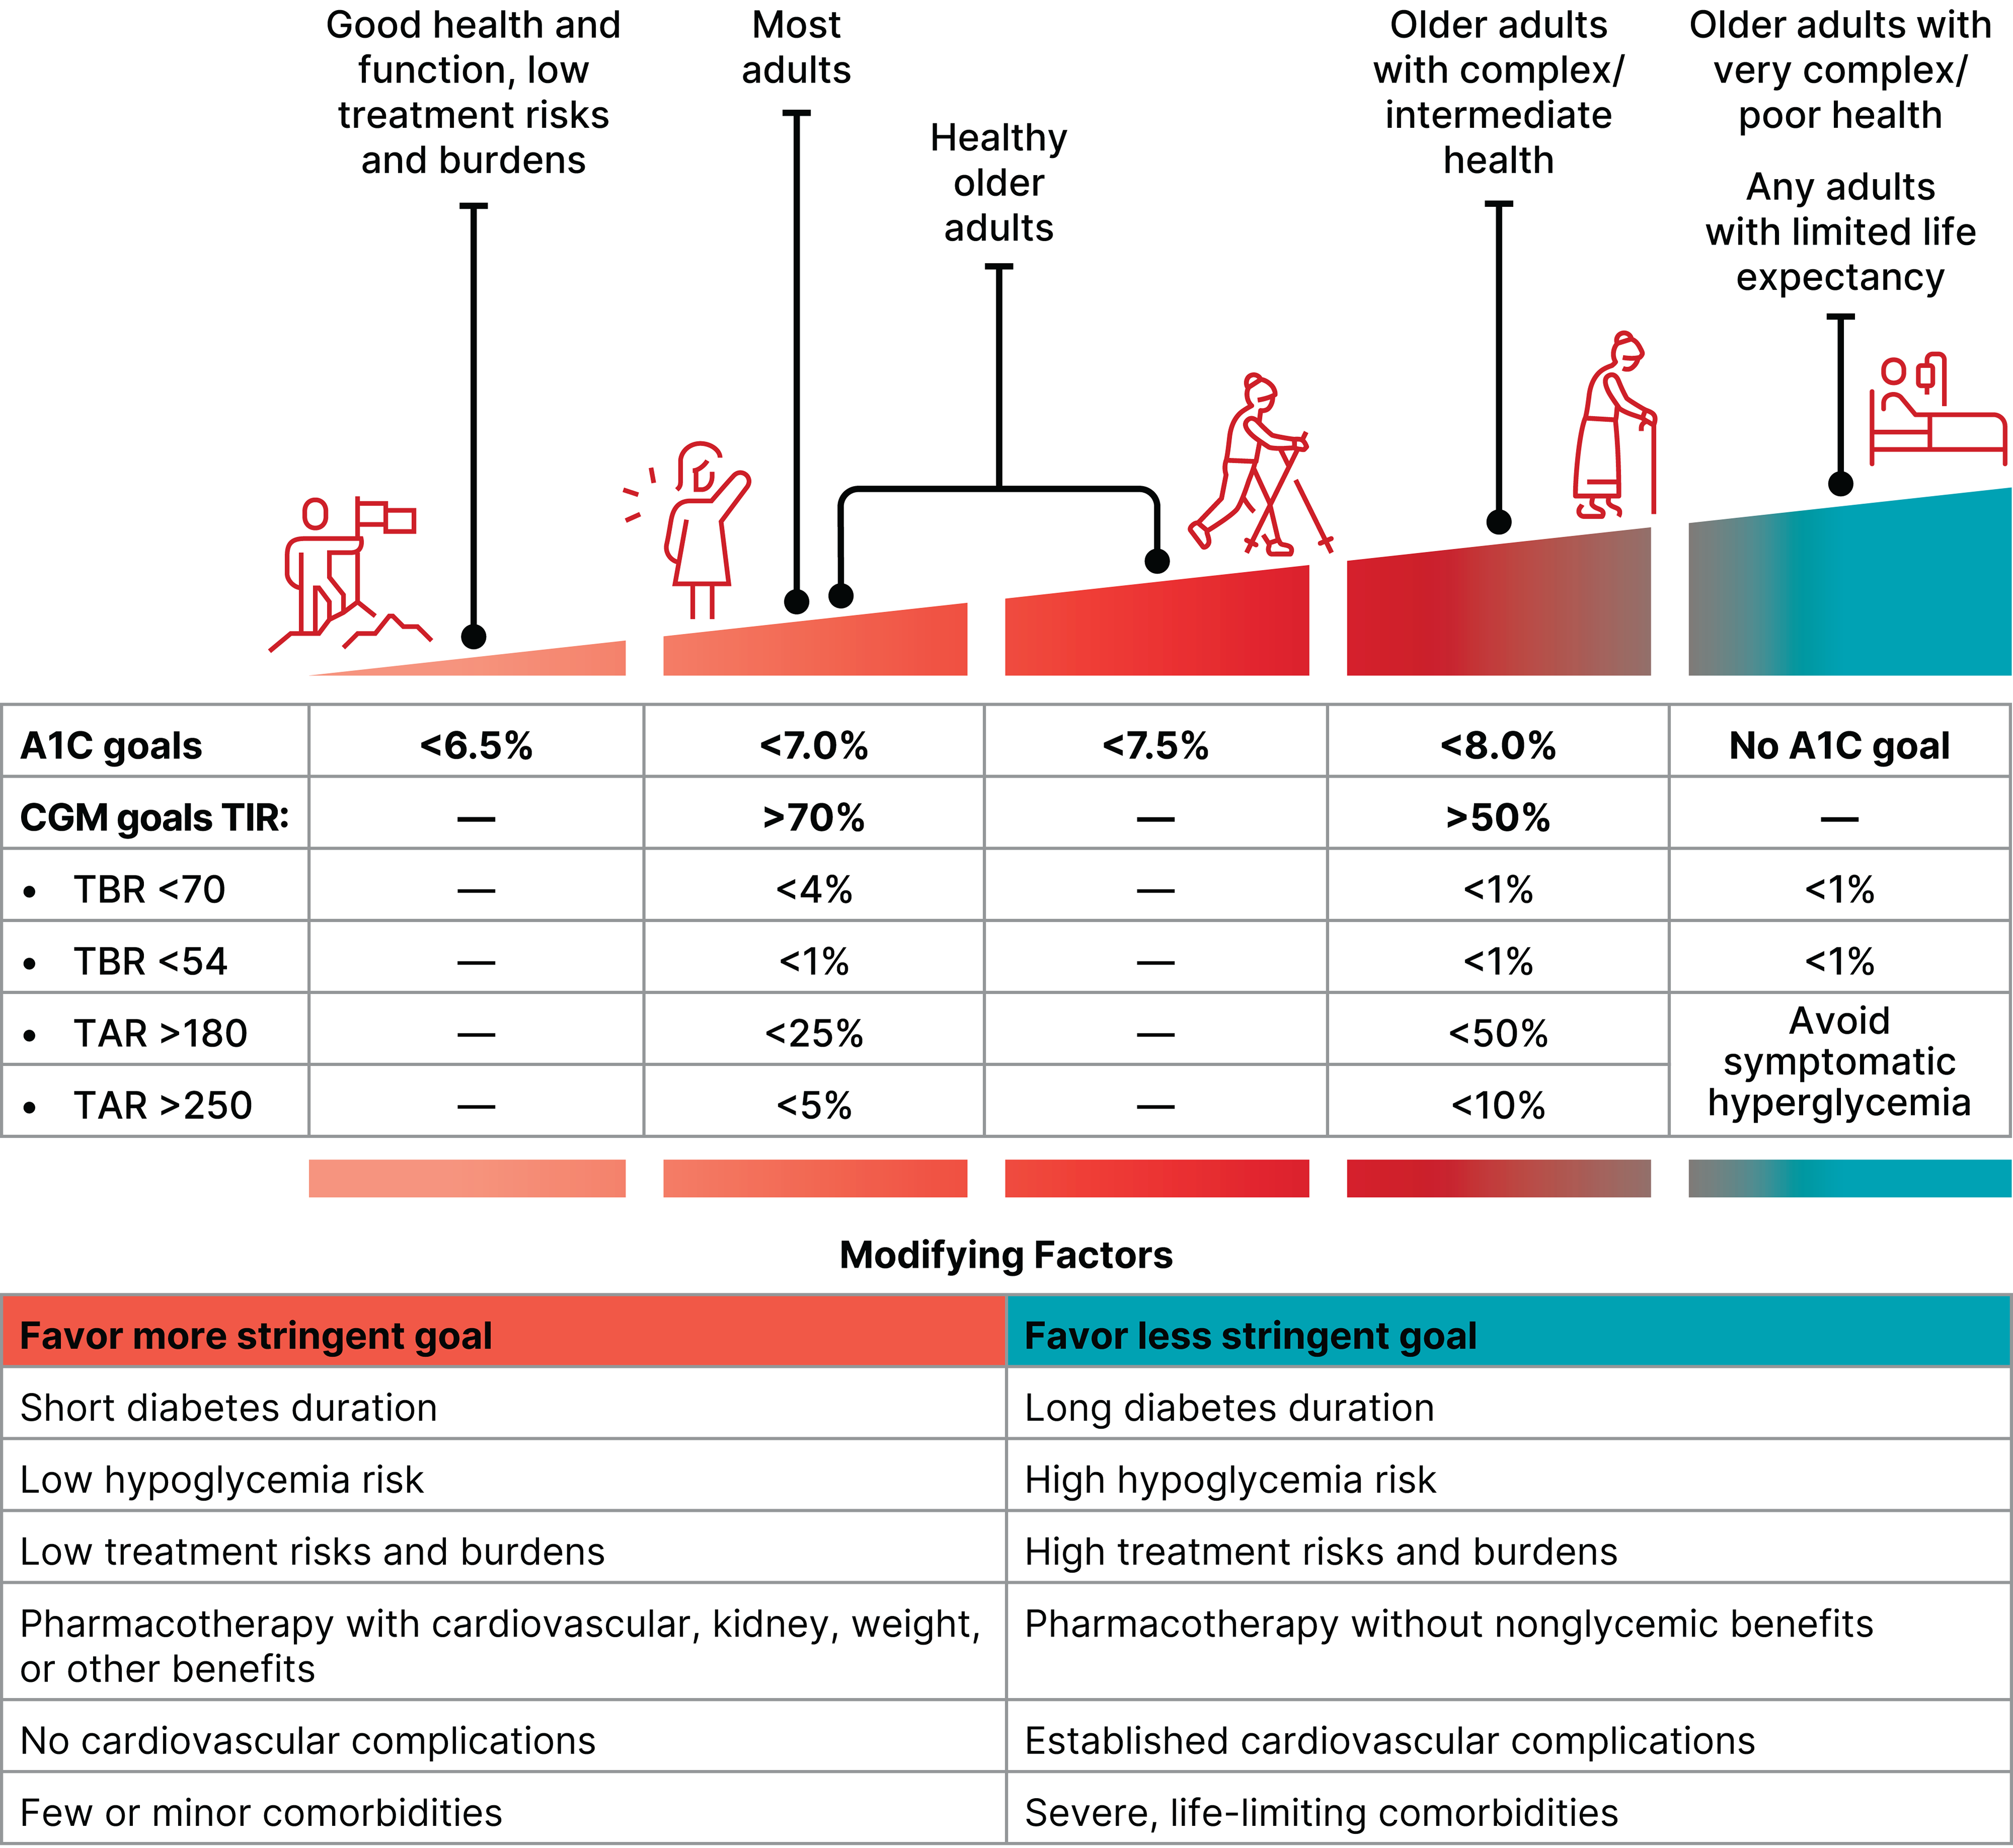 Good health and
function, low
treatment risks
and burdens
Most
adults
Healthy
older
adults
Older adults
with complex/
intermediate
health
Older adults with
very complex/
poor health
Any adults
with limited life
expectancy
A1C goals <6.5% <7.0% <7.5% <8.0% No A1C goal
CGM goals TIR: — >70% — >50% —
• TBR <70 — <4% — <1% <1%
• TBR <54 — <1% — <1% <1%
• TAR >180 — <25% — <50%
• TAR >250 — <5% — <10%
Avoid
symptomatic
hyperglycemia
Modifying Factors
Favor more stringent goal Favor less stringent goal
Short diabetes duration Long diabetes duration
Low hypoglycemia risk High hypoglycemia risk
Low treatment risks and burdens High treatment risks and burdens
Pharmacotherapy with cardiovascular, kidney, weight,
or other benefits
Pharmacotherapy without nonglycemic benefits
No cardiovascular complications Established cardiovascular complications
Few or minor comorbidities Severe, life-limiting comorbidities